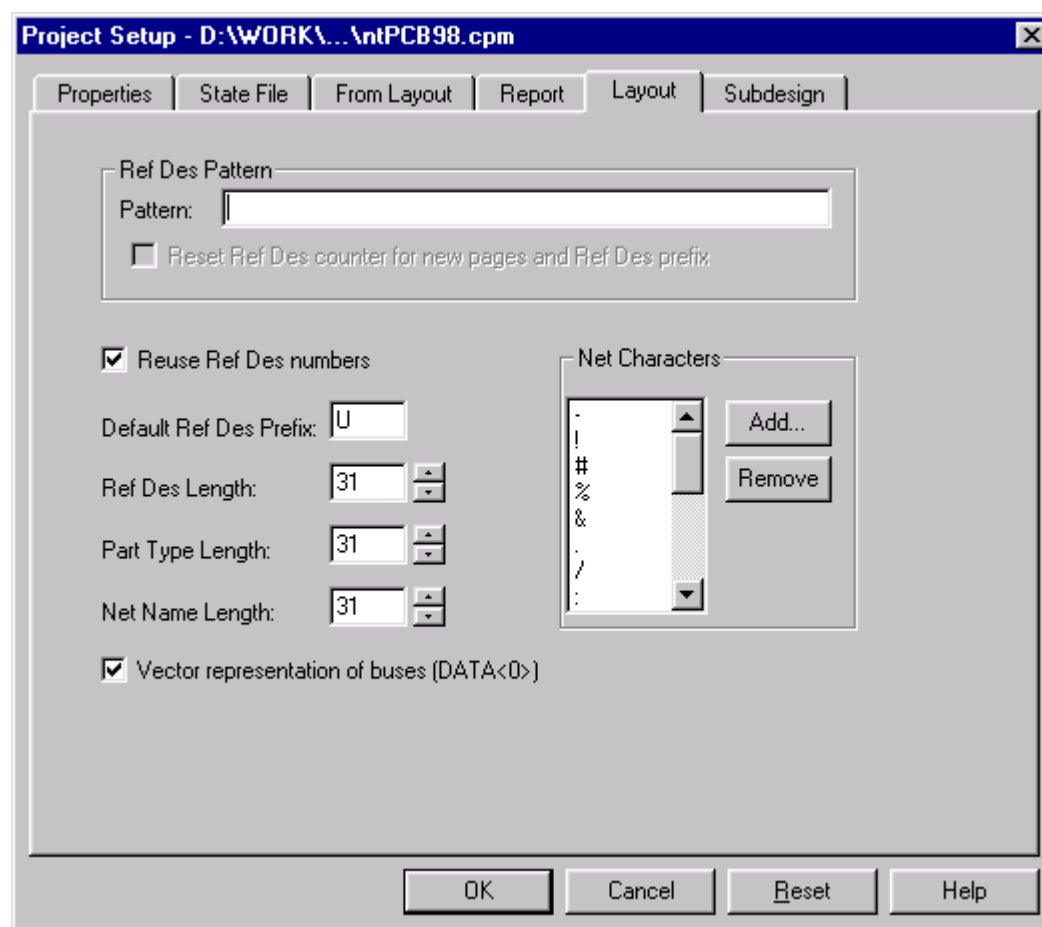 Project Setup - D:\WORK\...\ntPCB98.cpm
Properties State File From Layout Report Layout Subdesign
Ref Des Pattern
Pattern:
Reset Ref Des counter for new pages and Ref Des prefix
Reuse Ref Des numbers
Default Ref Des Prefix: U
Ref Des Length: 31
Part Type Length: 31
Net Name Length: 31
Net Characters
-
!
#
%
&
.
/
:
Add...
Remove
Vector representation of buses (DATA<0>)
OK Cancel Reset Help